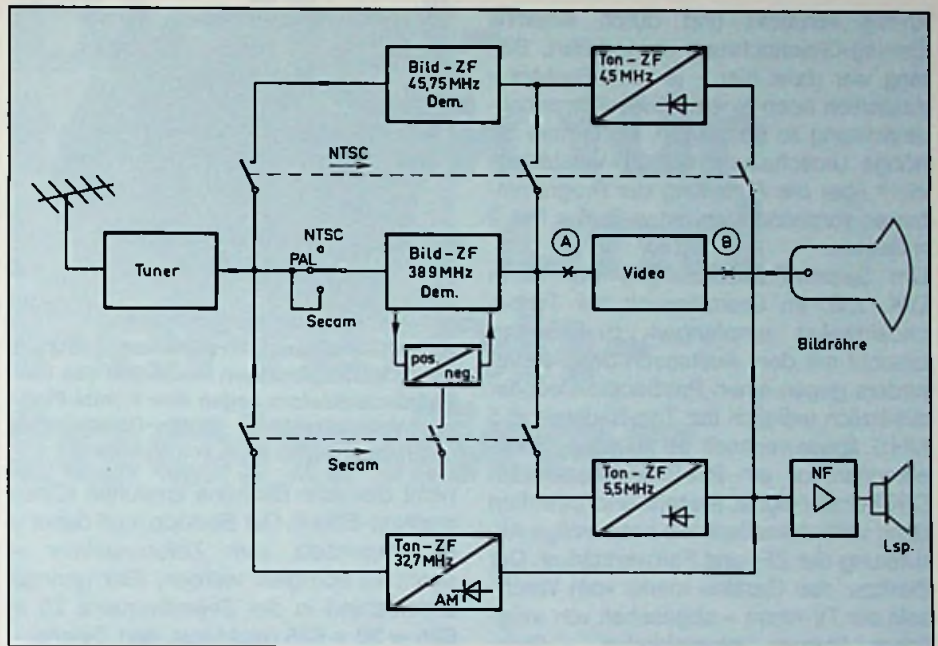 Bild-ZF
45,75 MHz
Dem.
Ton-ZF
4,5 MHz
NTSC
NTSC
PAL
Secam
Tuner
Bild-ZF
38,9 MHz
Dem.
A
Video
B
Bildröhre
pos.
neg.
Secam
Ton-ZF
5,5 MHz
NF
Lsp.
Ton-ZF
32,7 MHz
AM